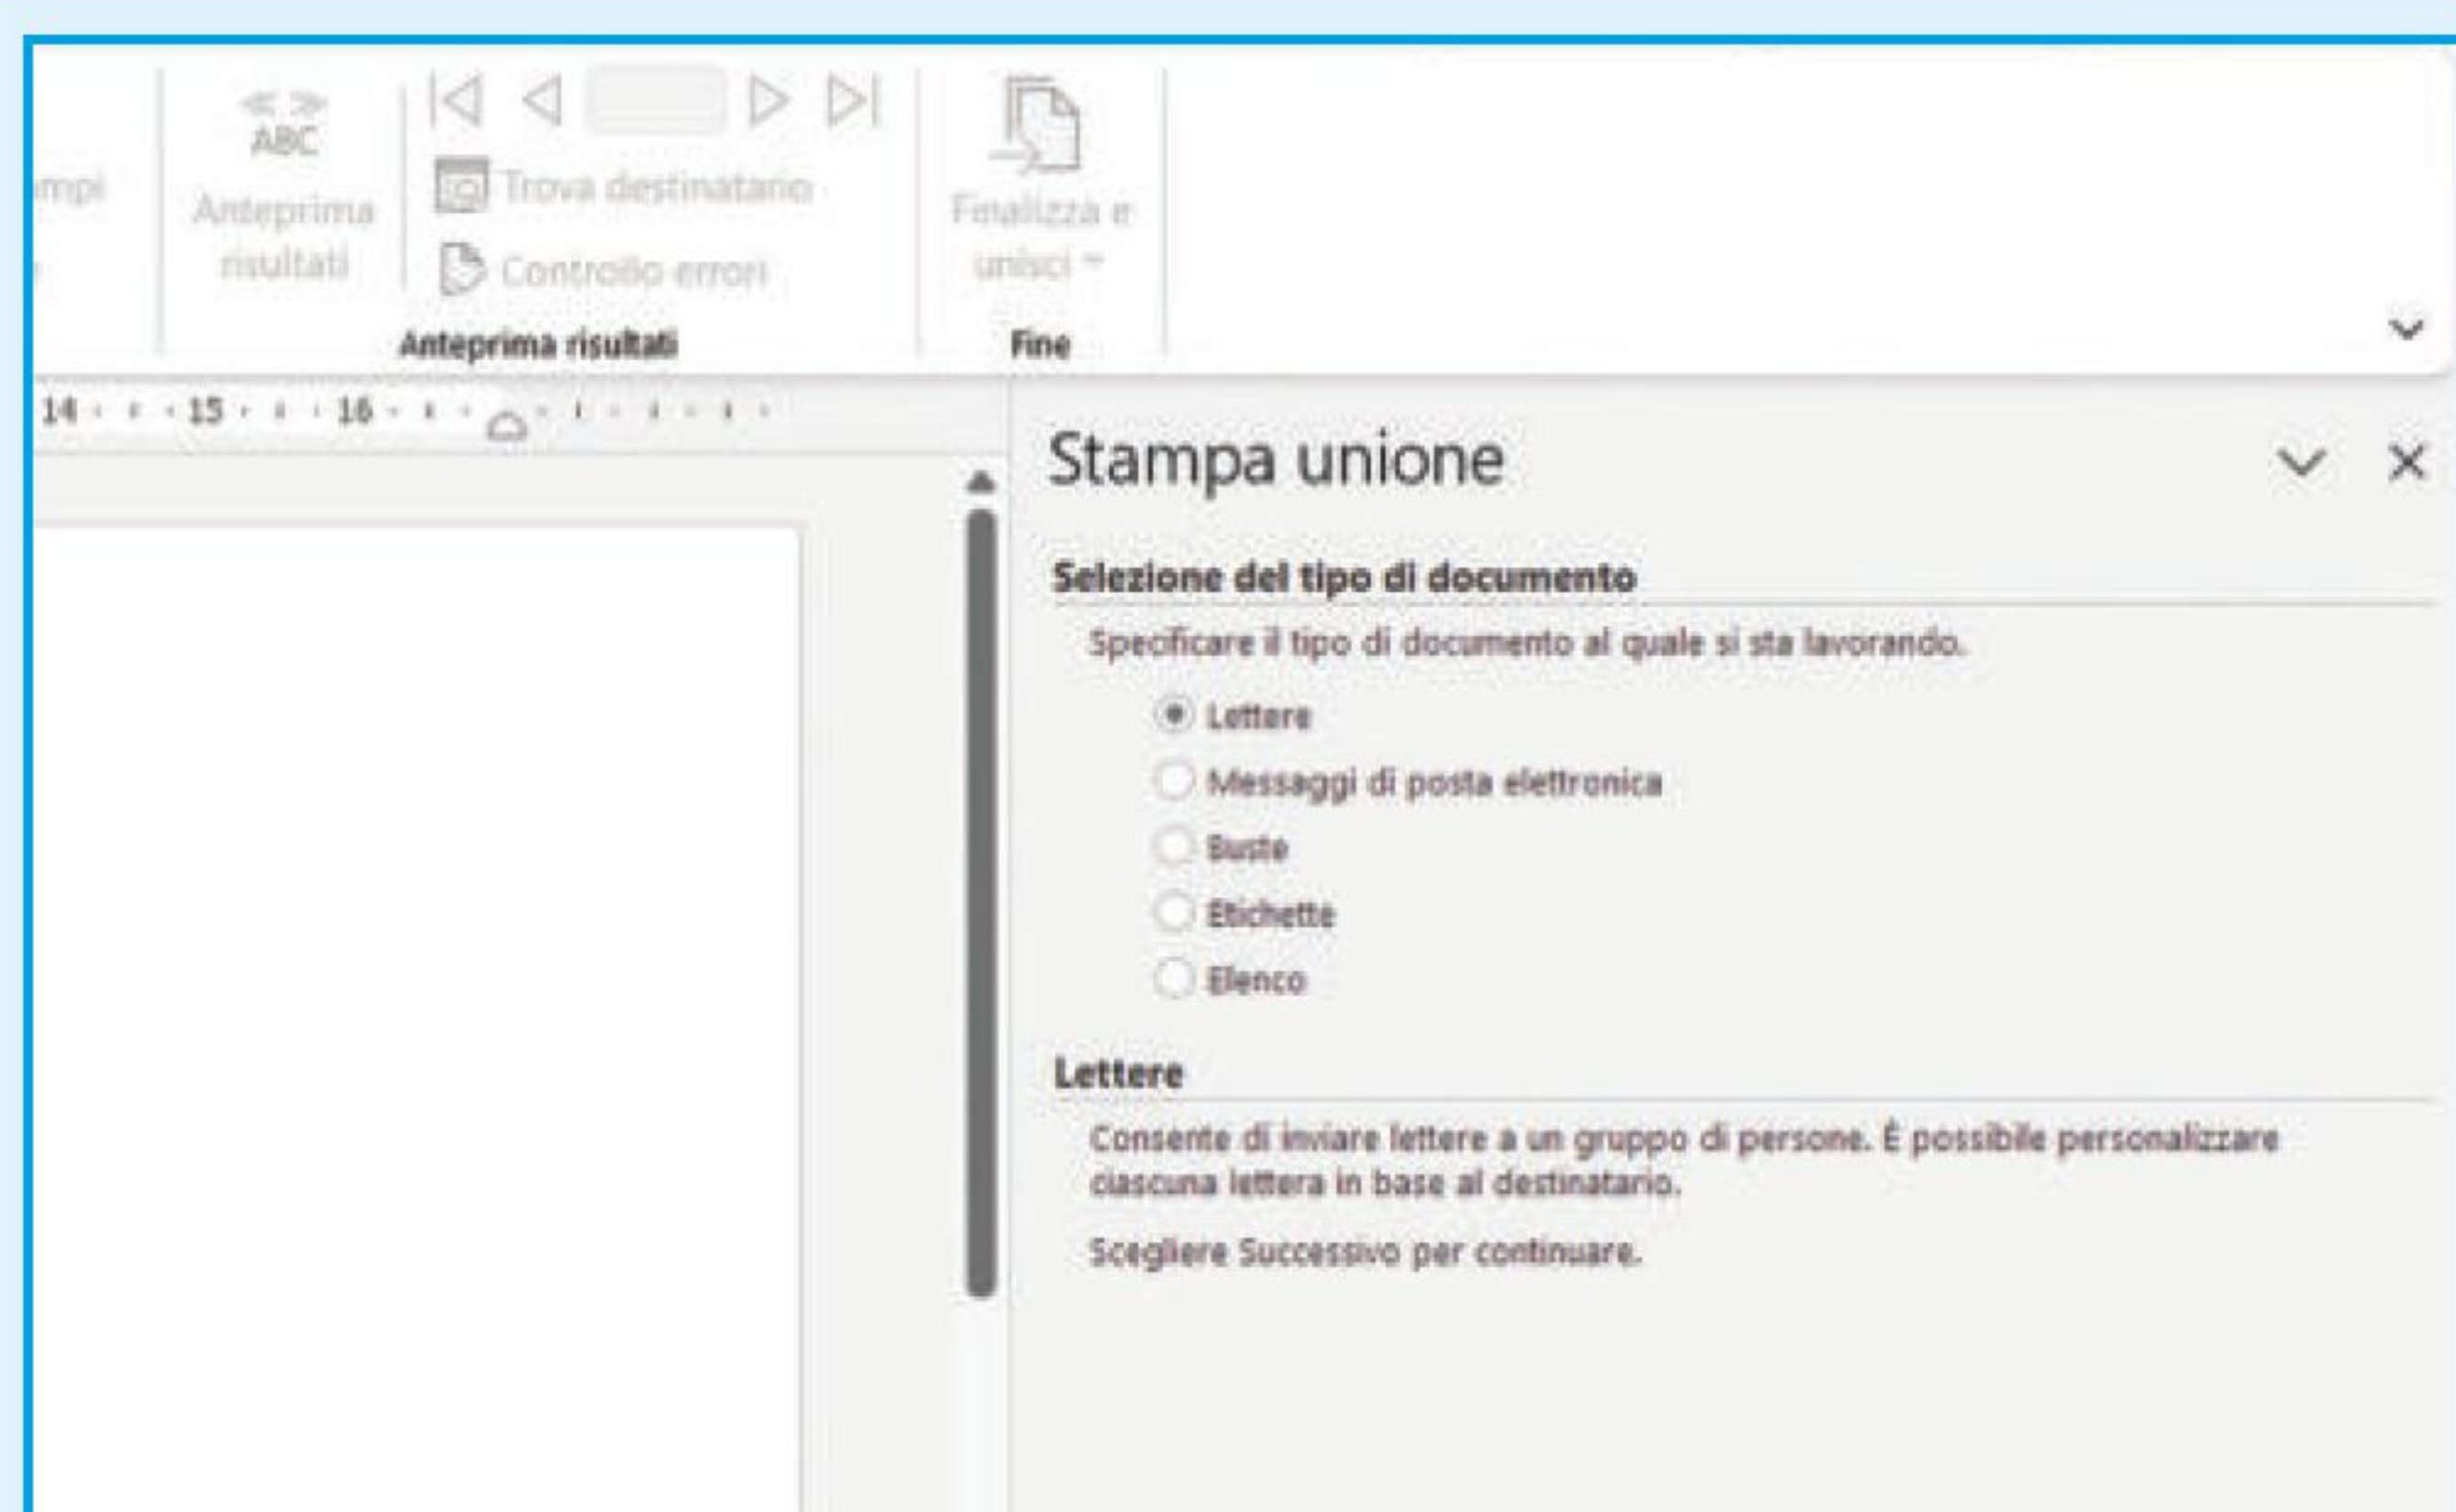 ABC
Anteprima
risultati
Trova destinatario
Controllo errori
Anteprima risultati
Finalizza e
unisci
Fine
14 15 16
Stampa unione
Selezione del tipo di documento
Specificare il tipo di documento al quale si sta lavorando.
Lettere
Messaggi di posta elettronica
Buste
Etichette
Elenco
Lettere
Consente di inviare lettere a un gruppo di persone. È possibile personalizzare
ciascuna lettera in base al destinatario.
Scegliere Successivo per continuare.